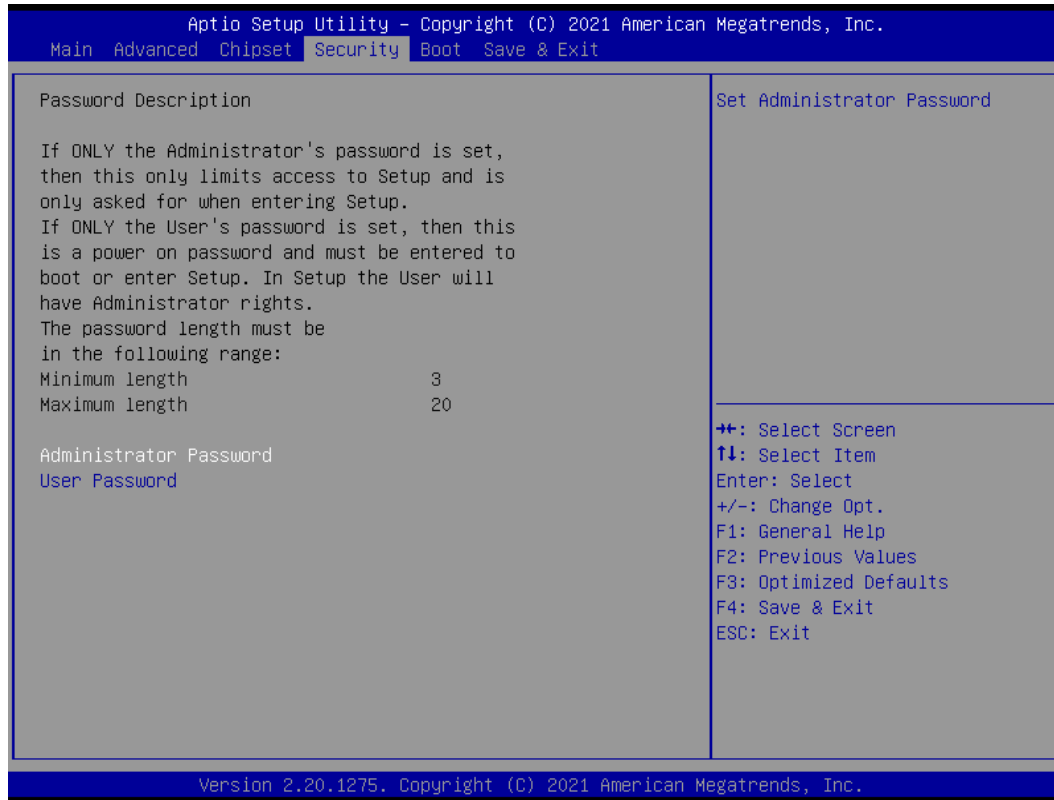 Aptio Setup Utility – Copyright (C) 2021 American Megatrends, Inc.
Main Advanced Chipset Security Boot Save & Exit
Password Description
If ONLY the Administrator's password is set,
then this only limits access to Setup and is
only asked for when entering Setup.
If ONLY the User's password is set, then this
is a power on password and must be entered to
boot or enter Setup. In Setup the User will
have Administrator rights.
The password length must be
in the following range:
Minimum length 3
Maximum length 20
Administrator Password
User Password
Set Administrator Password
→←: Select Screen
↑↓: Select Item
Enter: Select
+/-: Change Opt.
F1: General Help
F2: Previous Values
F3: Optimized Defaults
F4: Save & Exit
ESC: Exit
Version 2.20.1275. Copyright (C) 2021 American Megatrends, Inc.